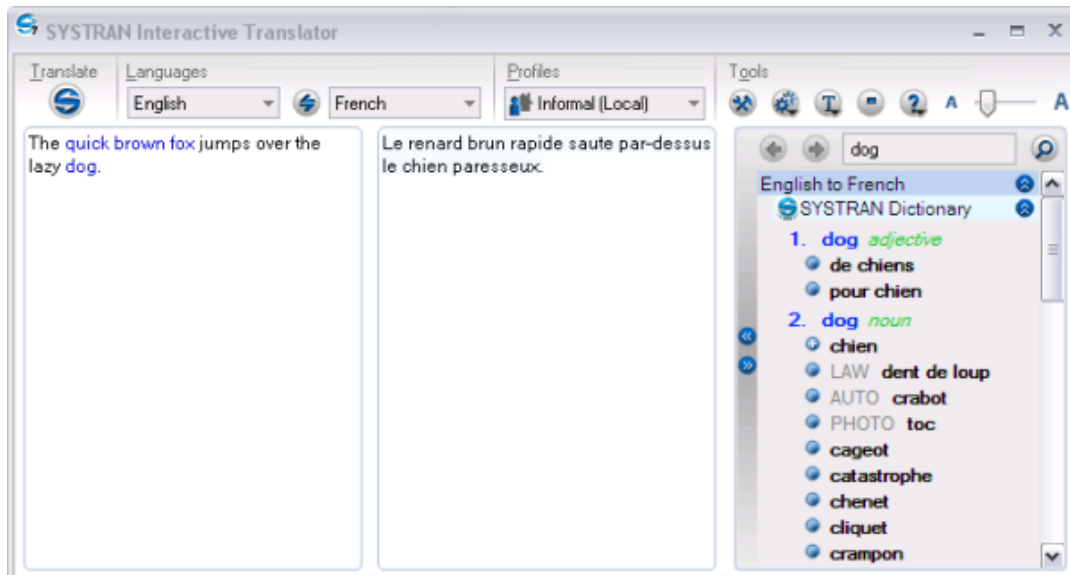 SYSTRAN Interactive Translator
Translate Languages Profiles Tools
English French Informal (Local) A A
The quick brown fox jumps over the
lazy dog.
Le renard brun rapide saute par-dessus
le chien paresseux.
dog
English to French
SYSTRAN Dictionary
1. dog adjective
de chiens
pour chien
2. dog noun
chien
LAW dent de loup
AUTO crabot
PHOTO toc
cageot
catastrophe
chenet
cliquet
crampon